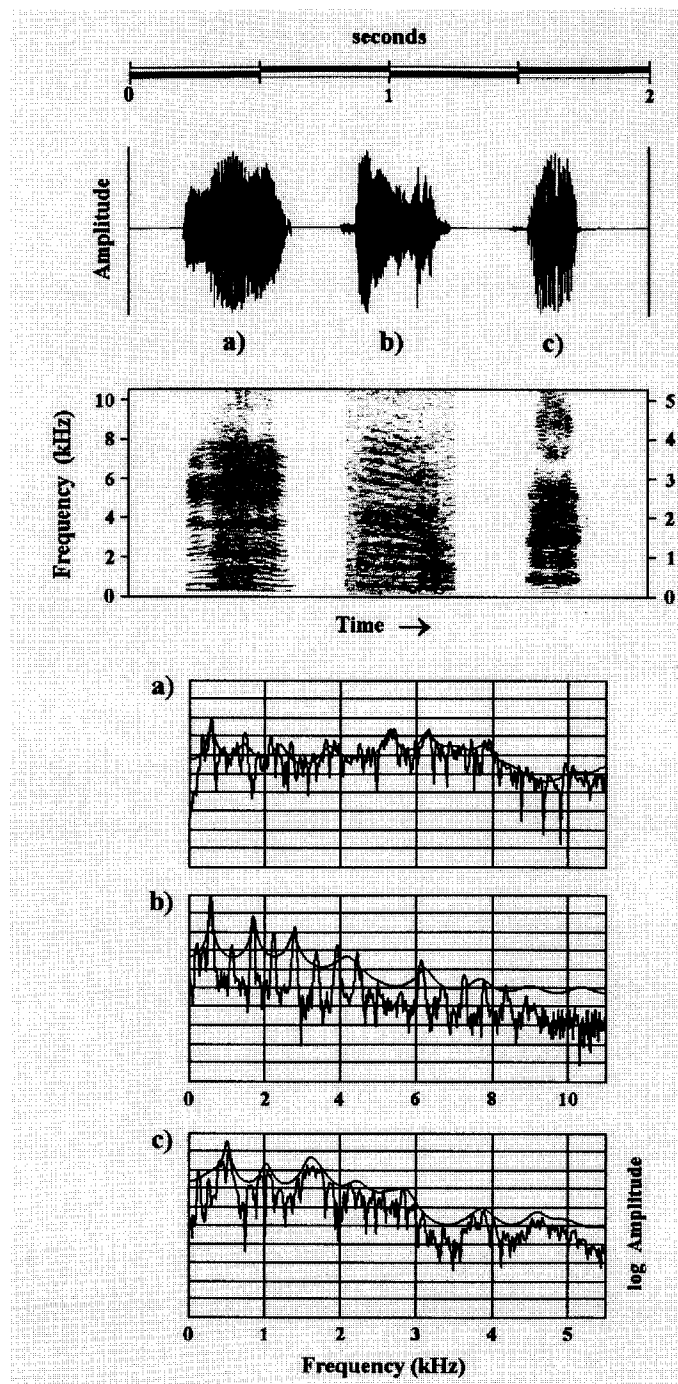 seconds
0 1 2
Amplitude
a) b) c)
Frequency (kHz)
10 5
8 4
6 3
4 2
2 1
0 0
Time →
a)
b)
0 2 4 6 8 10
c)
log Amplitude
0 1 2 3 4 5
Frequency (kHz)